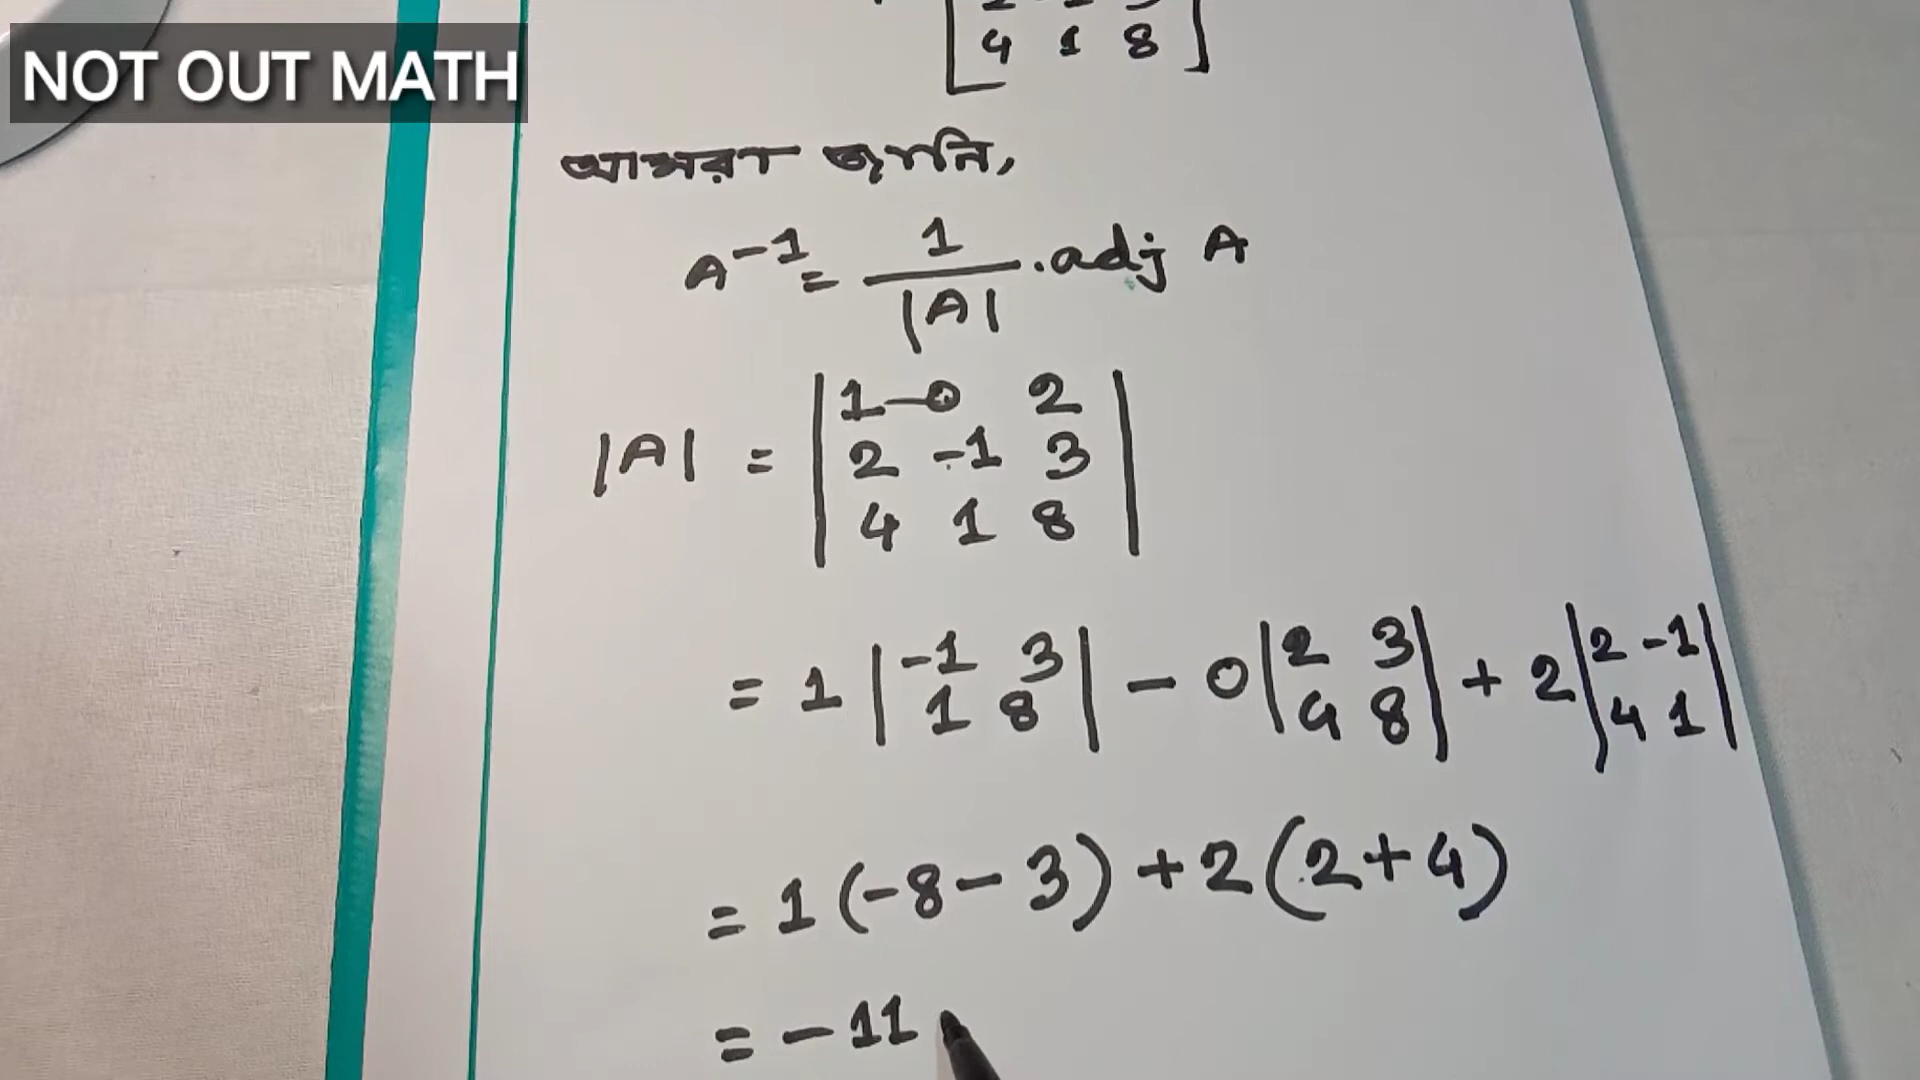 NOT OUT MATH
4 1 8
আমরা জানি,
A⁻¹ = 1/|A| . adj A
|A| = | 1 0 2 |
| 2 -1 3 |
| 4 1 8 |
= 1 | -1 3 | - 0 | 2 3 | + 2 | 2 -1 |
| 1 8 | | 4 8 | | 4 1 |
= 1 (-8 - 3) + 2 (2 + 4)
= - 11